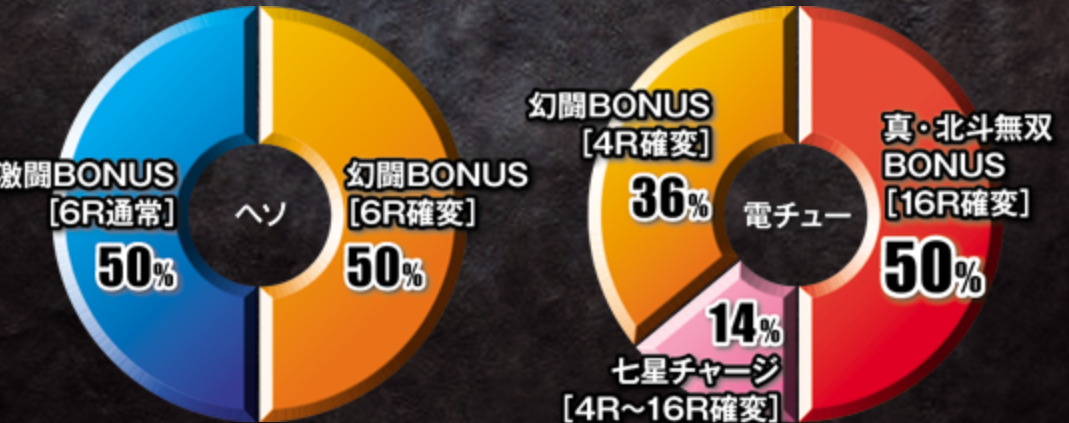 激闘BONUS
[6R通常]
50%
ヘソ
幻闘BONUS
[6R確変]
50%
幻闘BONUS
[4R確変]
36%
電チュー
真・北斗無双
BONUS
[16R確変]
50%
14%
七星チャージ
[4R～16R確変]